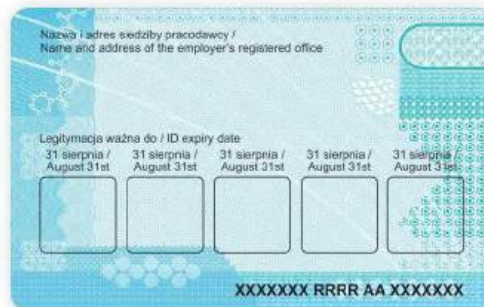 Nazwa i adres siedziby pracodawcy /
Name and address of the employer's registered office
Legitymacja ważna do / ID expiry date
31 sierpnia / 31 sierpnia / 31 sierpnia / 31 sierpnia / 31 sierpnia /
August 31st August 31st August 31st August 31st August 31st
XXXXXXX RRRR AA XXXXXXX